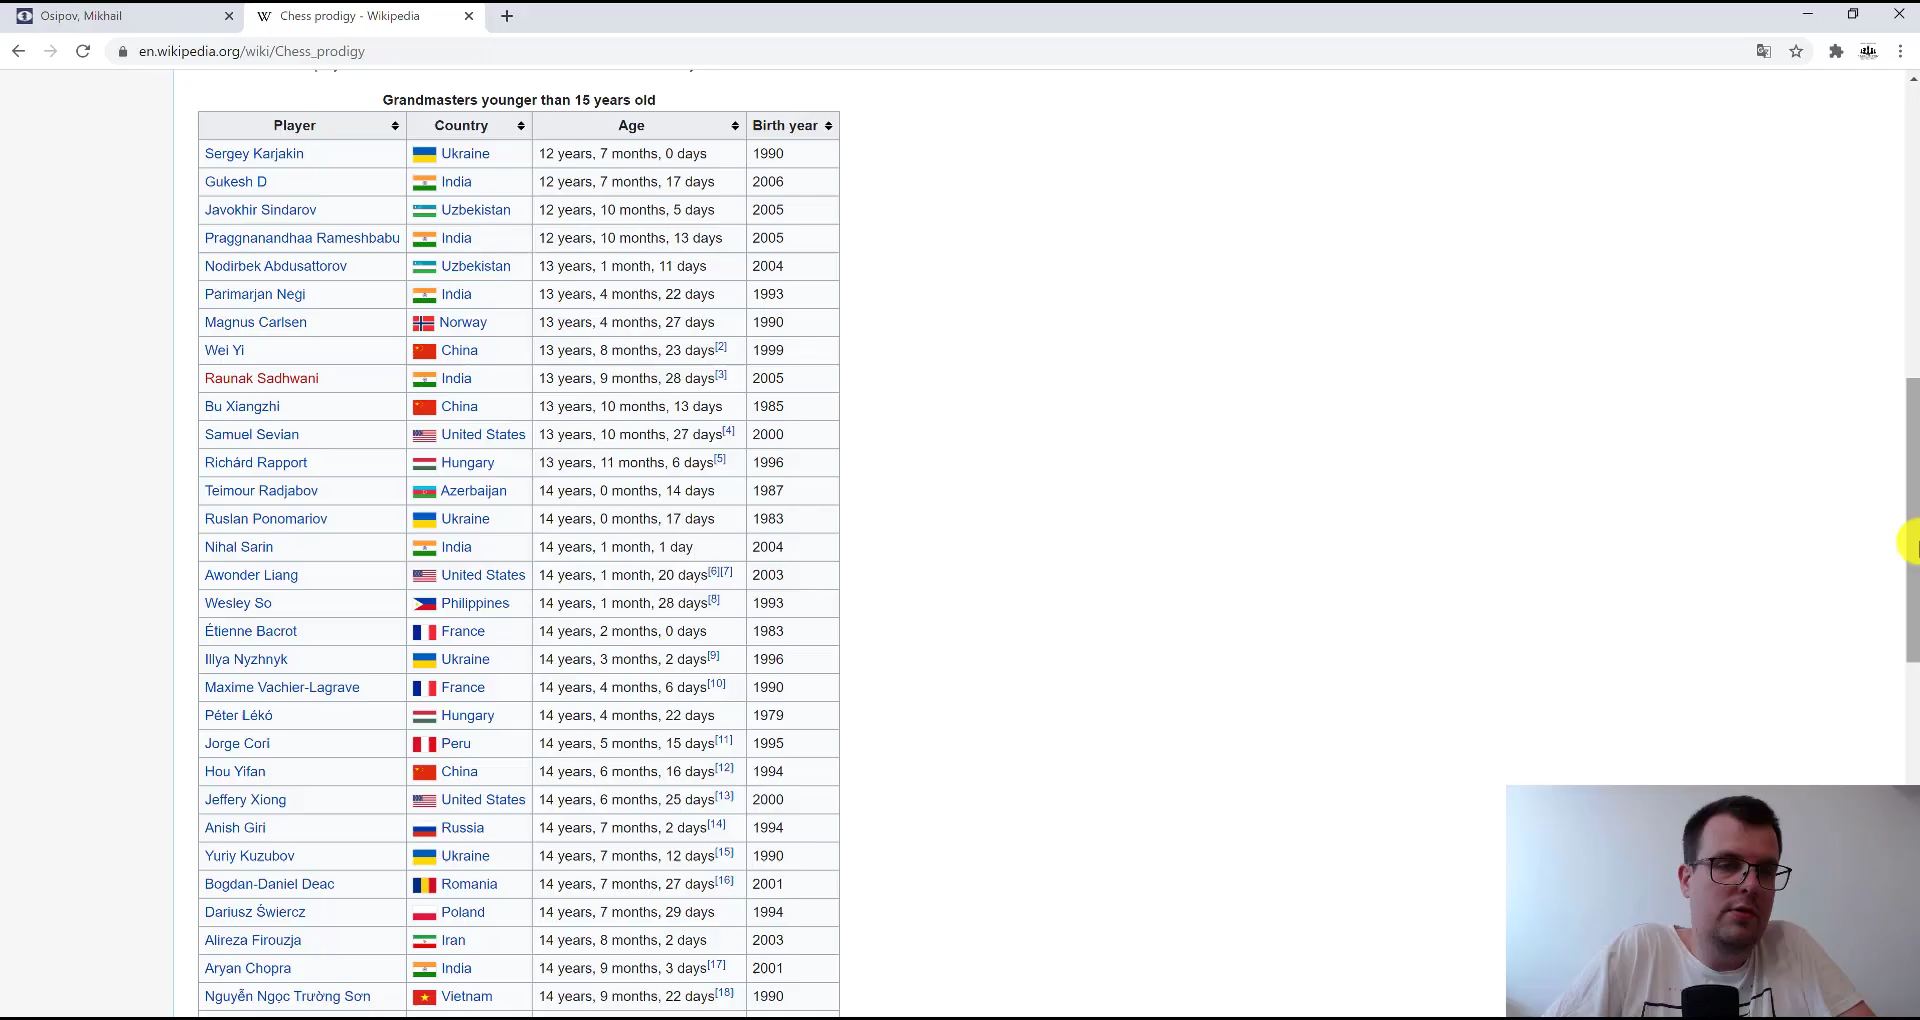 Osipov, Mikhail
Chess prodigy - Wikipedia
en.wikipedia.org/wiki/Chess_prodigy
Grandmasters younger than 15 years old
Player Country Age Birth year
Sergey Karjakin Ukraine 12 years, 7 months, 0 days 1990
Gukesh D India 12 years, 7 months, 17 days 2006
Javokhir Sindarov Uzbekistan 12 years, 10 months, 5 days 2005
Praggnanandhaa Rameshbabu India 12 years, 10 months, 13 days 2005
Nodirbek Abdusattorov Uzbekistan 13 years, 1 month, 11 days 2004
Parimarjan Negi India 13 years, 4 months, 22 days 1993
Magnus Carlsen Norway 13 years, 4 months, 27 days 1990
Wei Yi China 13 years, 8 months, 23 days[2] 1999
Raunak Sadhwani India 13 years, 9 months, 28 days[3] 2005
Bu Xiangzhi China 13 years, 10 months, 13 days 1985
Samuel Sevian United States 13 years, 10 months, 27 days[4] 2000
Richárd Rapport Hungary 13 years, 11 months, 6 days[5] 1996
Teimour Radjabov Azerbaijan 14 years, 0 months, 14 days 1987
Ruslan Ponomariov Ukraine 14 years, 0 months, 17 days 1983
Nihal Sarin India 14 years, 1 month, 1 day 2004
Awonder Liang United States 14 years, 1 month, 20 days[6][7] 2003
Wesley So Philippines 14 years, 1 month, 28 days[8] 1993
Étienne Bacrot France 14 years, 2 months, 0 days 1983
Illya Nyzhnyk Ukraine 14 years, 3 months, 2 days[9] 1996
Maxime Vachier-Lagrave France 14 years, 4 months, 6 days[10] 1990
Péter Lékó Hungary 14 years, 4 months, 22 days 1979
Jorge Cori Peru 14 years, 5 months, 15 days[11] 1995
Hou Yifan China 14 years, 6 months, 16 days[12] 1994
Jeffery Xiong United States 14 years, 6 months, 25 days[13] 2000
Anish Giri Russia 14 years, 7 months, 2 days[14] 1994
Yuriy Kuzubov Ukraine 14 years, 7 months, 12 days[15] 1990
Bogdan-Daniel Deac Romania 14 years, 7 months, 27 days[16] 2001
Dariusz Świercz Poland 14 years, 7 months, 29 days 1994
Alireza Firouzja Iran 14 years, 8 months, 2 days 2003
Aryan Chopra India 14 years, 9 months, 3 days[17] 2001
Nguyễn Ngọc Trường Sơn Vietnam 14 years, 9 months, 22 days[18] 1990